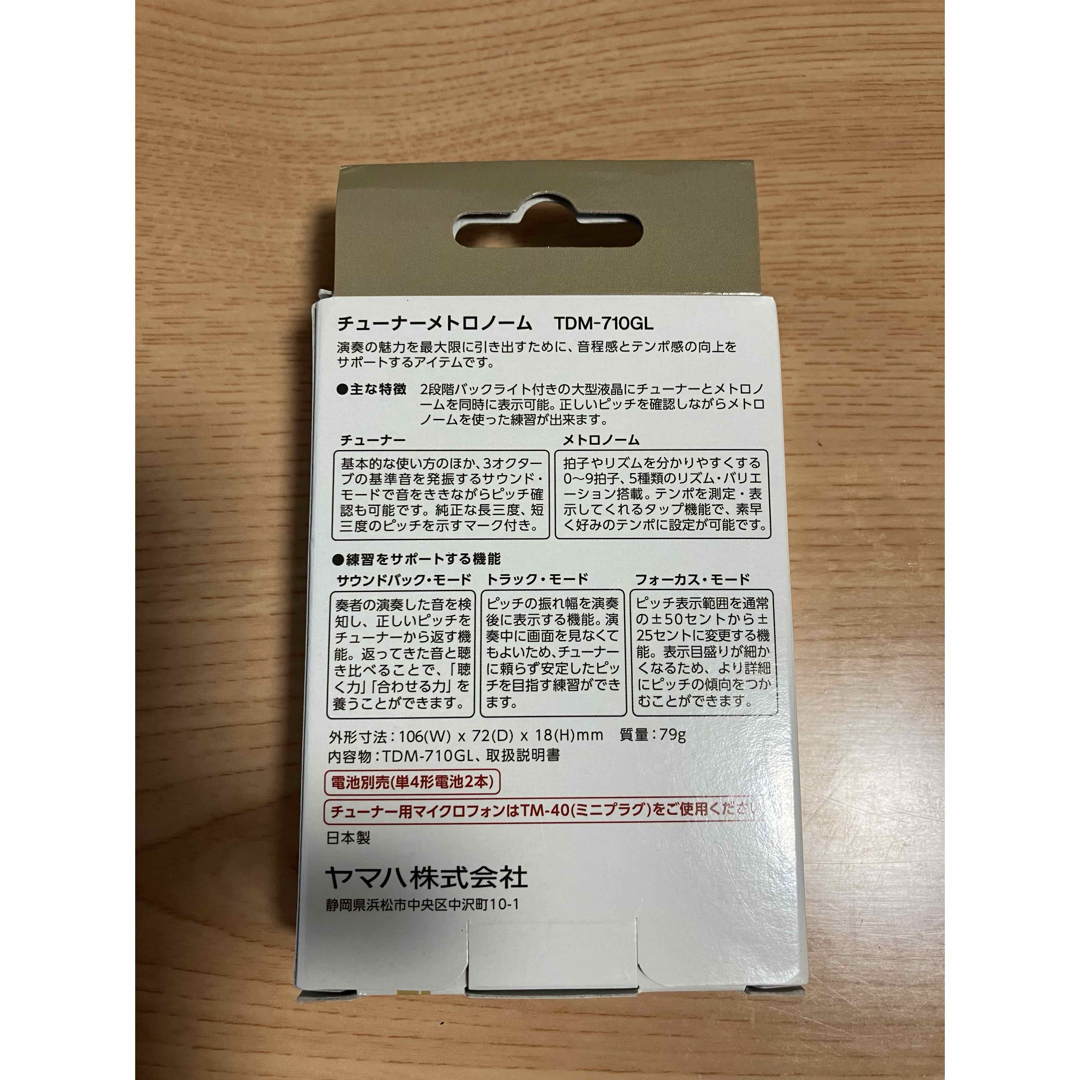 チューナーメトロノーム TDM-710GL
演奏の魅力を最大限に引き出すために、音程感とテンポ感の向上を
サポートするアイテムです。
●主な特徴 2段階バックライト付きの大型液晶にチューナーとメトロノ
ームを同時に表示可能。正しいピッチを確認しながらメトロ
ノームを使った練習が出来ます。
チューナー
基本的な使い方のほか、3オクター
ブの基準音を発振するサウンド・
モードで音をききながらピッチ確
認も可能です。純正な長三度、短
三度のピッチを示すマーク付き。
メトロノーム
拍子やリズムを分かりやすくする
0～9拍子、5種類のリズム・バリエ
ーション搭載。テンポを測定・表
示してくれるタップ機能で、素早
く好みのテンポに設定が可能です。
●練習をサポートする機能
サウンドバック・モード
奏者の演奏した音を検
知し、正しいピッチを
チューナーから返す機
能。返ってきた音と聴
き比べることで、「聴
く力」「合わせる力」を
養うことができます。
トラック・モード
ピッチの振れ幅を演奏
後に表示する機能。演
奏中に画面を見なくて
もよいため、チューナー
に頼らず安定したピッ
チを目指す練習ができ
ます。
フォーカス・モード
ピッチ表示範囲を通常
の±50セントから±
25セントに変更する機
能。表示目盛りが細か
くなるため、より詳細
にピッチの傾向をつか
むことができます。
外形寸法：106(W) x 72(D) x 18(H)mm 質量：79g
内容物：TDM-710GL、取扱説明書
電池別売(単4形電池2本)
チューナー用マイクロフォンはTM-40(ミニプラグ)をご使用ください
日本製
ヤマハ株式会社
静岡県浜松市中央区中沢町10-1